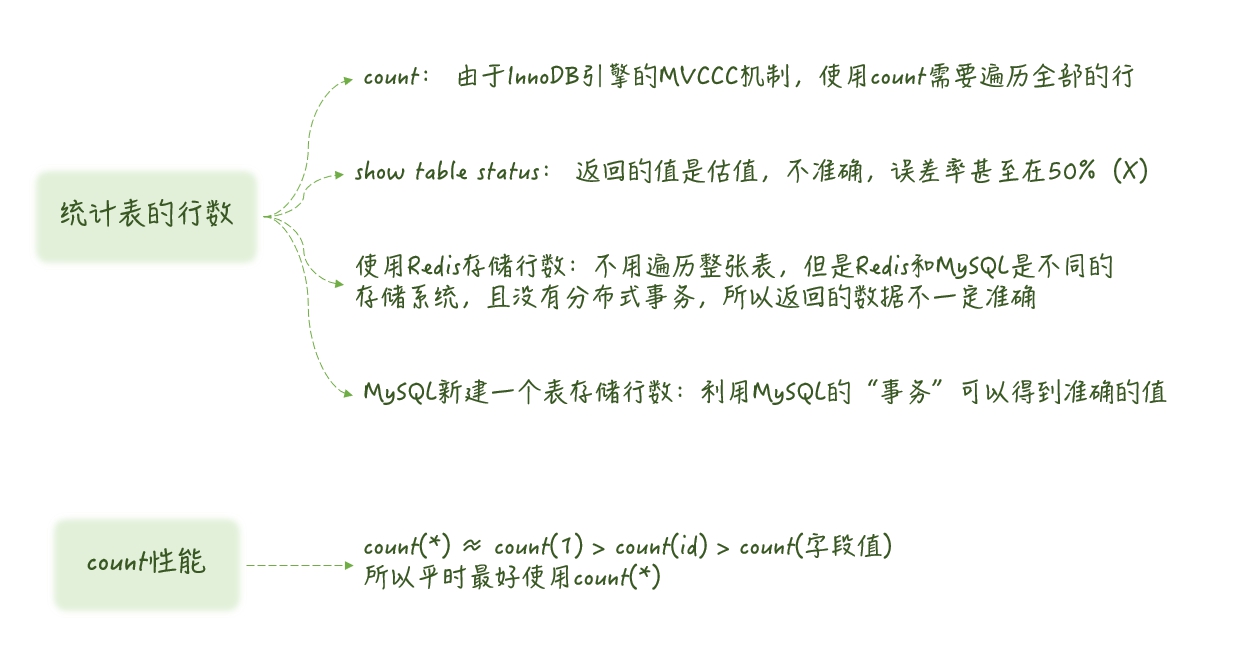 count： 由于InnoDB引擎的MVCCC机制，使用count需要遍历全部的行
统计表的行数
show table status： 返回的值是估值，不准确，误差率甚至在50%（X）
使用Redis存储行数：不用遍历整张表，但是Redis和MySQL是不同的
存储系统，且没有分布式事务，所以返回的数据不一定准确
MySQL新建一个表存储行数：利用MySQL的“事务”可以得到准确的值
count性能
count(*) ≈ count(1) > count(id) > count(字段值)
所以平时最好使用count(*)